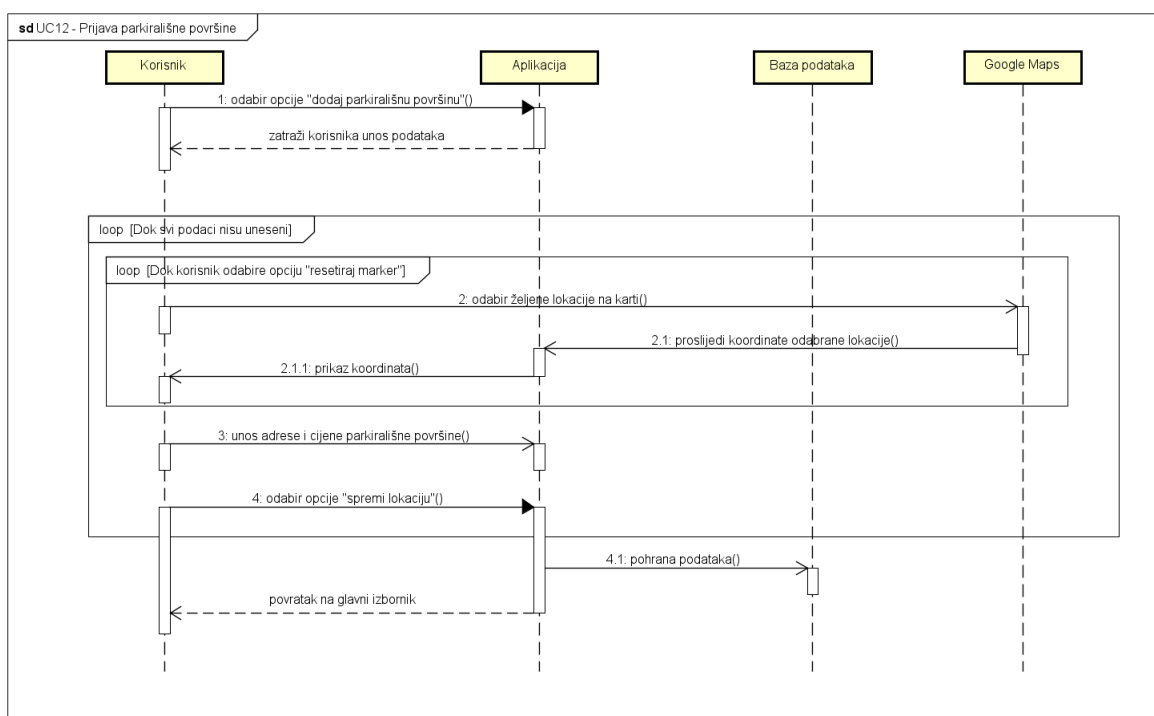 sd UC12 - Prijava parkirališne površine
Korisnik
Aplikacija
Baza podataka
Google Maps
1: odabir opcije "dodaj parkirališnu površinu"()
zatraži korisnika unos podataka
loop [Dok svi podaci nisu uneseni]
loop [Dok korisnik odabire opciju "resetiraj marker"]
2: odabir željene lokacije na karti()
2.1: proslijedi koordinate odabrane lokacije()
2.1.1: prikaz koordinata()
3: unos adrese i cijene parkirališne površine()
4: odabir opcije "spremi lokaciju"()
4.1: pohrana podataka()
povratak na glavni izbornik